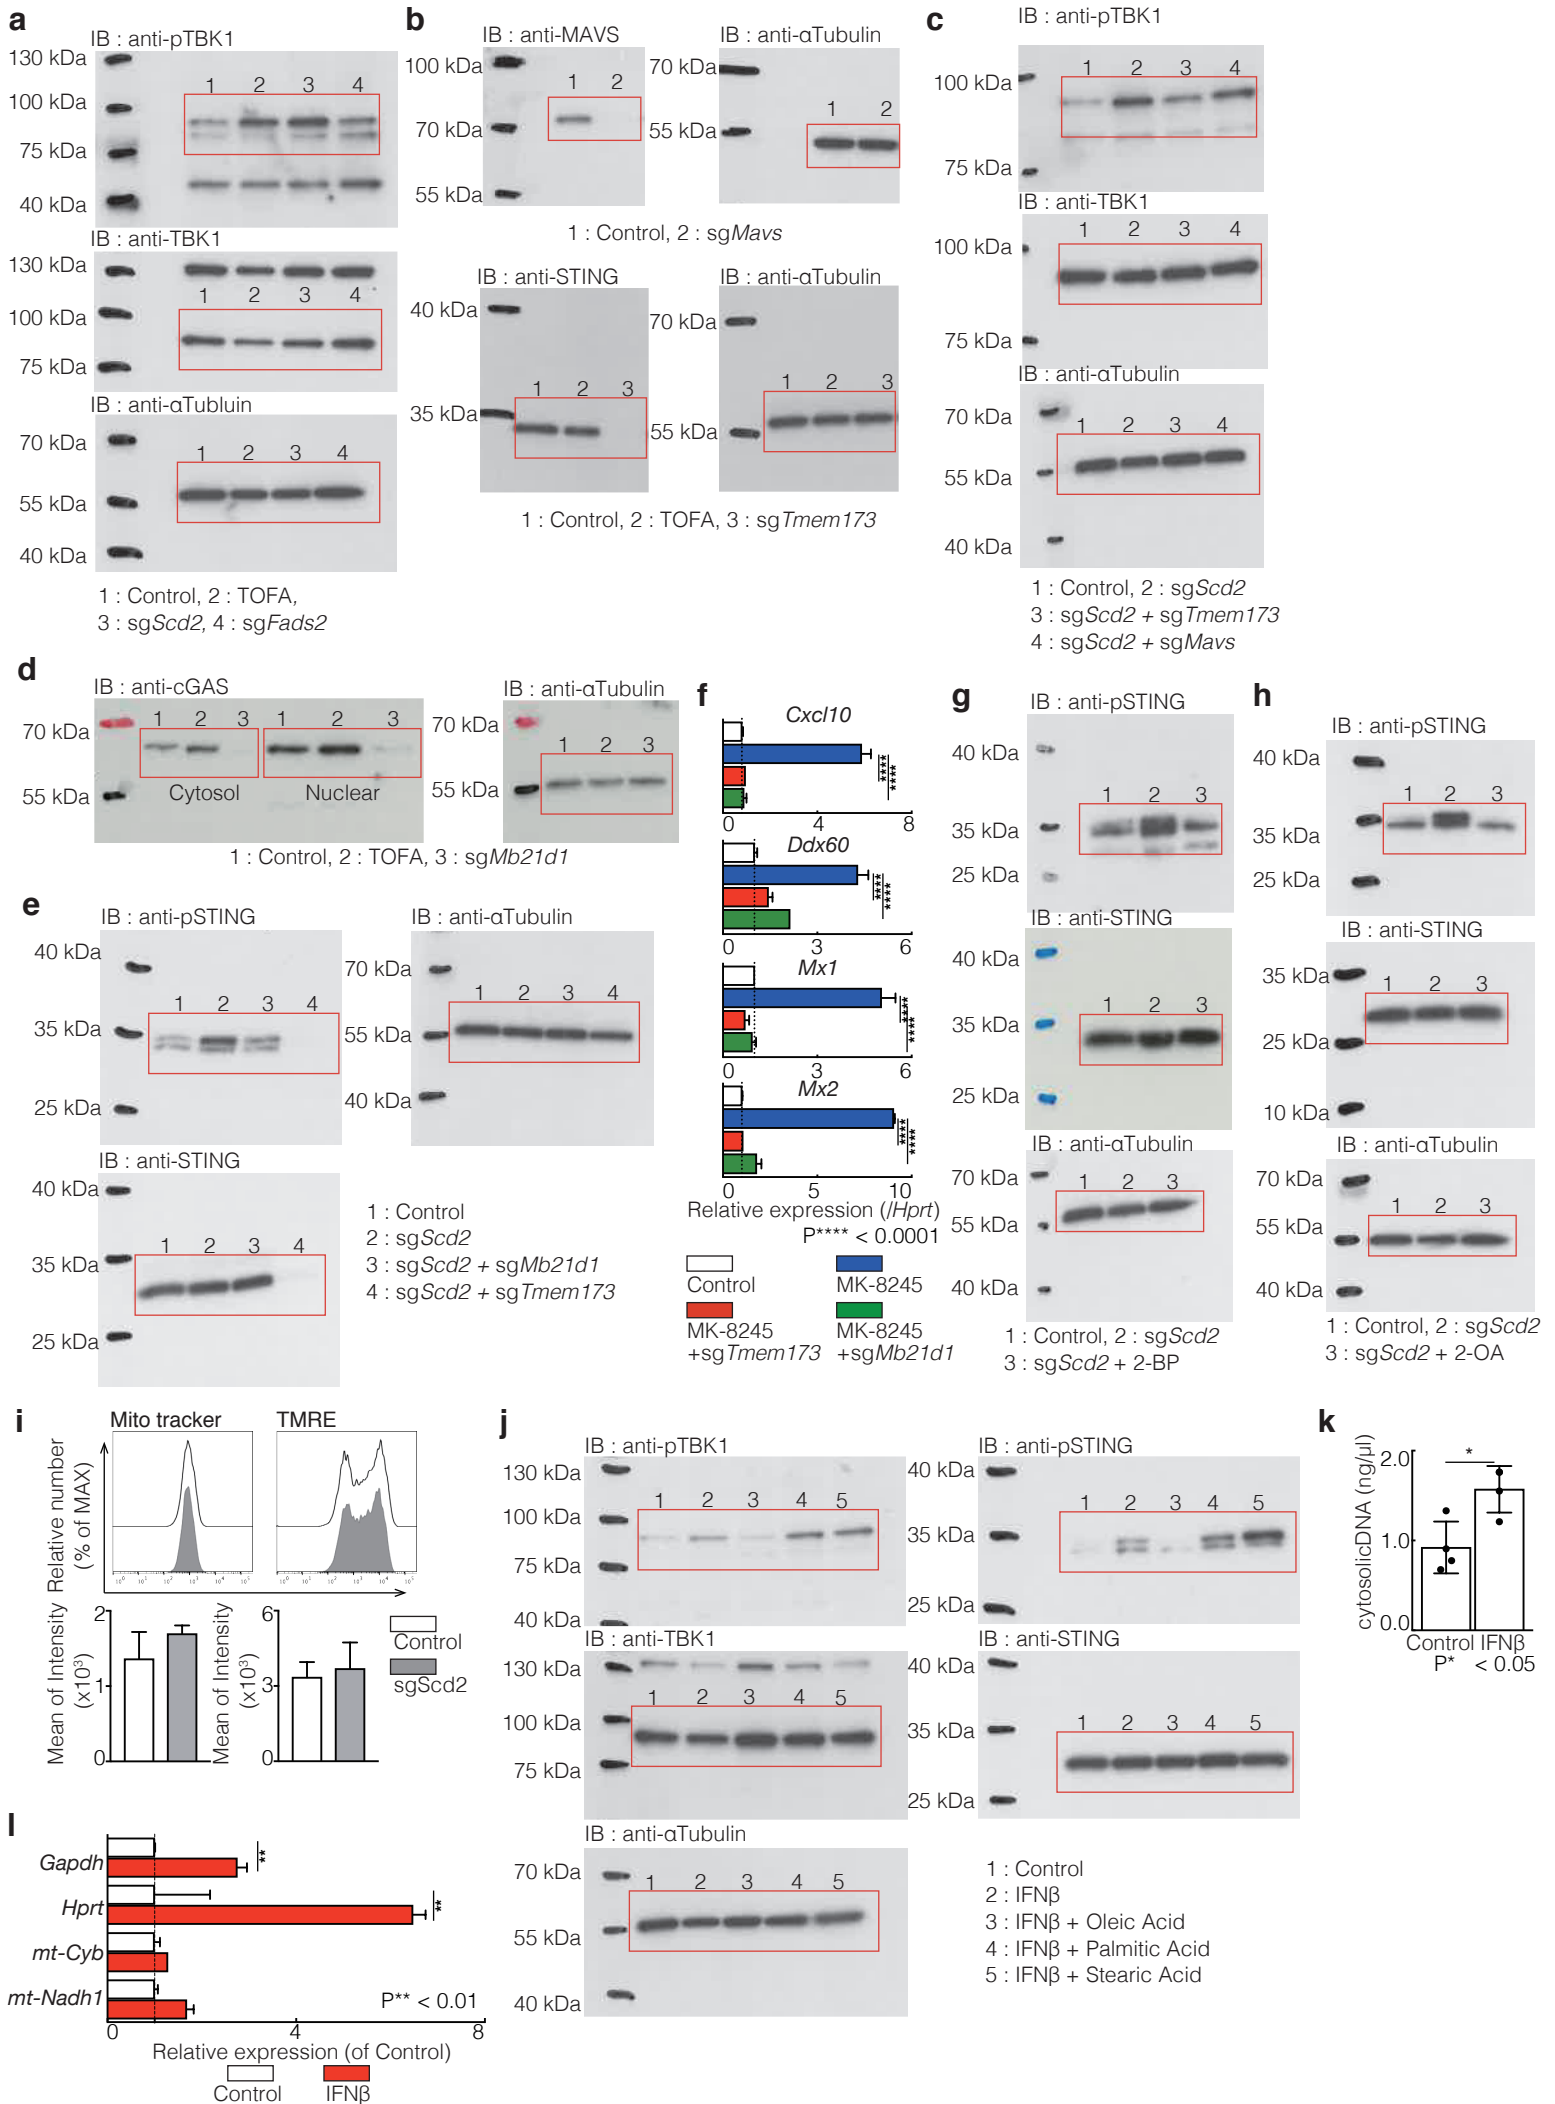 a
IB : anti-pTBK1
130 kDa
100 kDa
75 kDa
40 kDa
1 2 3 4
IB : anti-TBK1
130 kDa
100 kDa
75 kDa
1 2 3 4
IB : anti-αTubluin
70 kDa
55 kDa
40 kDa
1 2 3 4
1 : Control, 2 : TOFA,
3 : sgScd2, 4 : sgFads2
b
IB : anti-MAVS
100 kDa
70 kDa
55 kDa
1 2
IB : anti-αTubulin
70 kDa
55 kDa
1 2
1 : Control, 2 : sgMavs
IB : anti-STING
40 kDa
35 kDa
1 2 3
IB : anti-αTubulin
70 kDa
55 kDa
1 2 3
1 : Control, 2 : TOFA, 3 : sgTmem173
c
IB : anti-pTBK1
100 kDa
75 kDa
1 2 3 4
IB : anti-TBK1
100 kDa
75 kDa
1 2 3 4
IB : anti-αTubulin
70 kDa
55 kDa
40 kDa
1 2 3 4
1 : Control, 2 : sgScd2
3 : sgScd2 + sgTmem173
4 : sgScd2 + sgMavs
d
IB : anti-cGAS
70 kDa
55 kDa
1 2 3 1 2 3
Cytosol Nuclear
IB : anti-αTubulin
70 kDa
55 kDa
1 2 3
1 : Control, 2 : TOFA, 3 : sgMb21d1
e
IB : anti-pSTING
40 kDa
35 kDa
25 kDa
1 2 3 4
IB : anti-αTubulin
70 kDa
55 kDa
40 kDa
1 2 3 4
IB : anti-STING
40 kDa
35 kDa
25 kDa
1 2 3 4
1 : Control
2 : sgScd2
3 : sgScd2 + sgMb21d1
4 : sgScd2 + sgTmem173
f
Cxcl10
****
****
0 4 8
Ddx60
****
****
0 3 6
Mx1
****
****
0 3 6
Mx2
****
****
0 5 10
Relative expression (/Hprt)
P**** < 0.0001
Control
MK-8245
MK-8245
+sgTmem173
MK-8245
+sgMb21d1
g
IB : anti-pSTING
40 kDa
35 kDa
25 kDa
1 2 3
IB : anti-STING
40 kDa
35 kDa
25 kDa
1 2 3
IB : anti-αTubulin
70 kDa
55 kDa
40 kDa
1 2 3
1 : Control, 2 : sgScd2
3 : sgScd2 + 2-BP
h
IB : anti-pSTING
40 kDa
35 kDa
25 kDa
1 2 3
IB : anti-STING
35 kDa
25 kDa
10 kDa
1 2 3
IB : anti-αTubulin
70 kDa
55 kDa
40 kDa
1 2 3
1 : Control, 2 : sgScd2
3 : sgScd2 + 2-OA
i
Mito tracker
TMRE
Relative number
(% of MAX)
10⁰ 10¹ 10² 10³ 10⁴ 10⁵
10⁰ 10¹ 10² 10³ 10⁴ 10⁵
Mean of Intensity
(x10³)
2
1
0
Mean of Intensity
(x10³)
6
3
0
Control
sgScd2
j
IB : anti-pTBK1
130 kDa
100 kDa
75 kDa
40 kDa
1 2 3 4 5
IB : anti-TBK1
130 kDa
100 kDa
75 kDa
1 2 3 4 5
IB : anti-αTubulin
70 kDa
55 kDa
40 kDa
1 2 3 4 5
IB : anti-pSTING
40 kDa
35 kDa
25 kDa
1 2 3 4 5
IB : anti-STING
40 kDa
35 kDa
25 kDa
1 2 3 4 5
1 : Control
2 : IFNβ
3 : IFNβ + Oleic Acid
4 : IFNβ + Palmitic Acid
5 : IFNβ + Stearic Acid
k
cytosolicDNA (ng/μl)
2.0
1.0
0.0
*
Control IFNβ
P* < 0.05
l
Gapdh
**
Hprt
**
mt-Cyb
mt-Nadh1
P** < 0.01
0 4 8
Relative expression (of Control)
Control
IFNβ